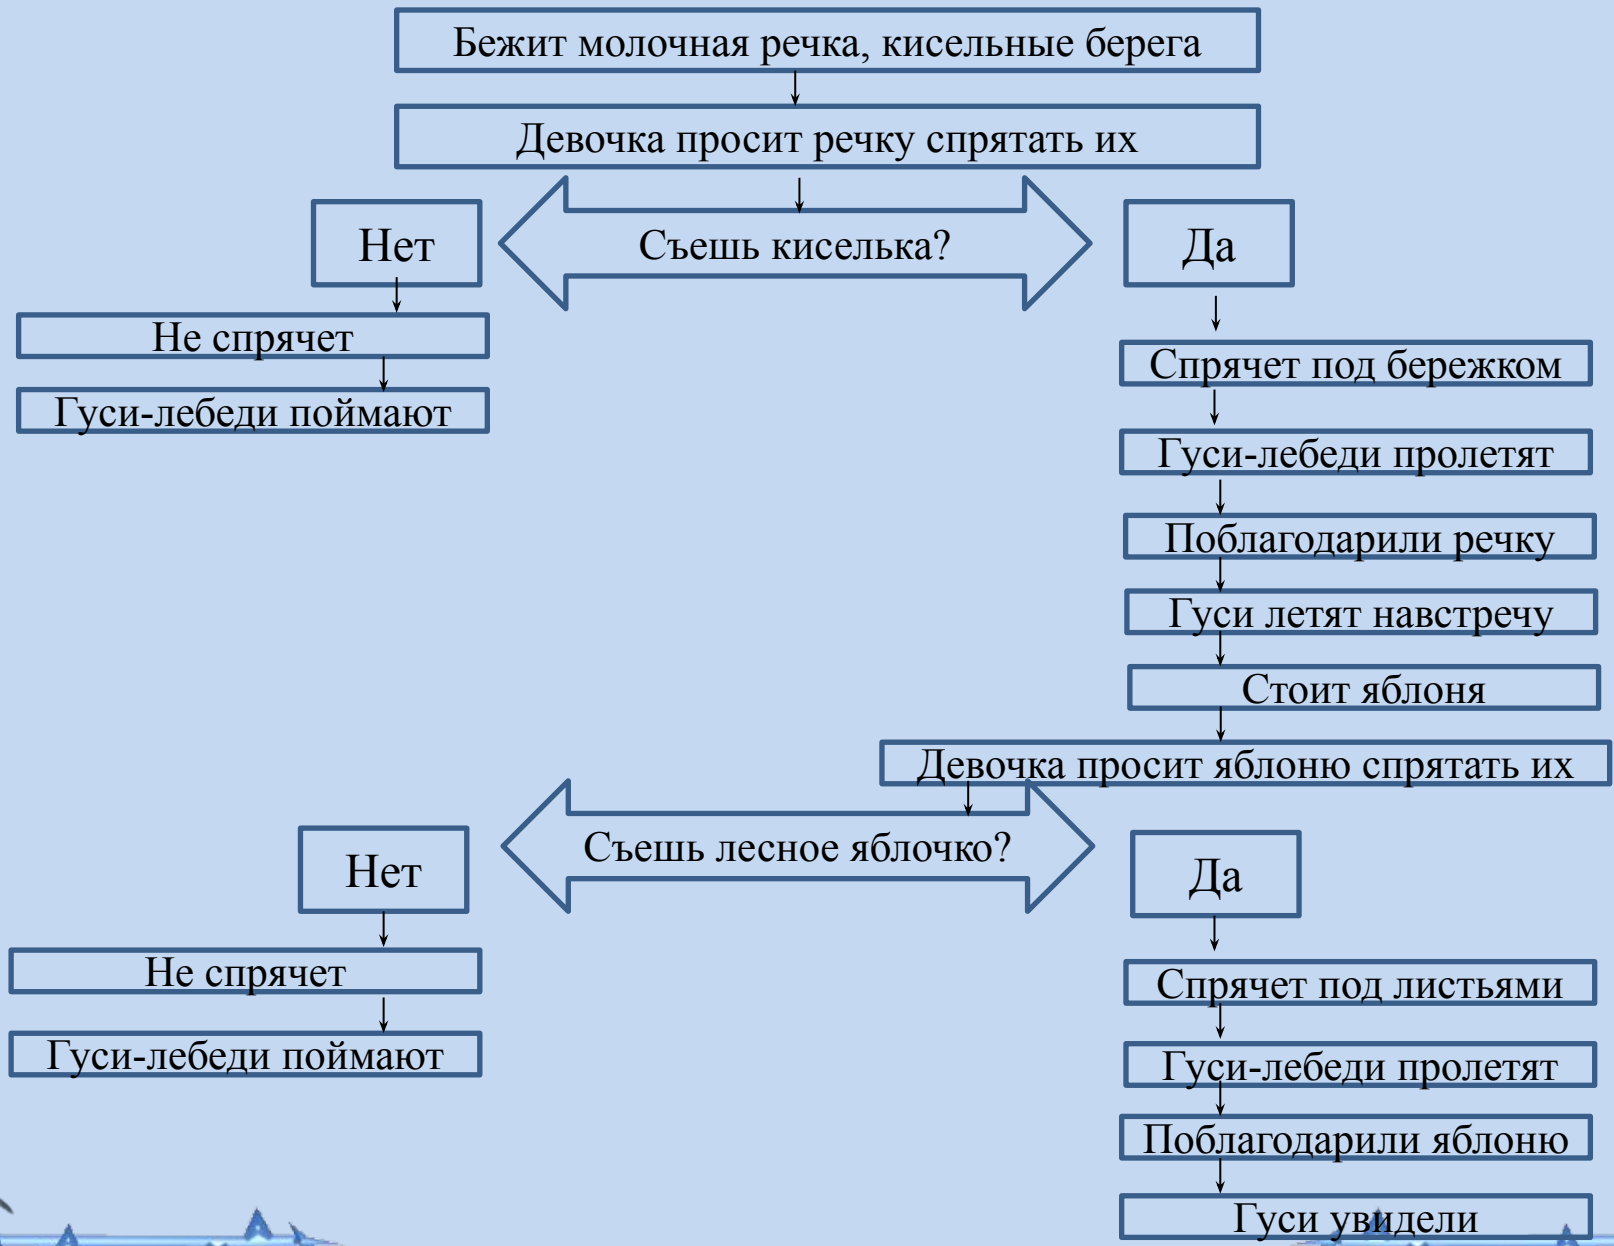 Бежит молочная речка, кисельные берега
Девочка просит речку спрятать их
Нет
Съешь киселька?
Да
Не спрячет
Гуси-лебеди поймают
Спрячет под бережком
Гуси-лебеди пролетят
Поблагодарили речку
Гуси летят навстречу
Стоит яблоня
Девочка просит яблоню спрятать их
Нет
Съешь лесное яблочко?
Да
Не спрячет
Гуси-лебеди поймают
Спрячет под листьями
Гуси-лебеди пролетят
Поблагодарили яблоню
Гуси увидели